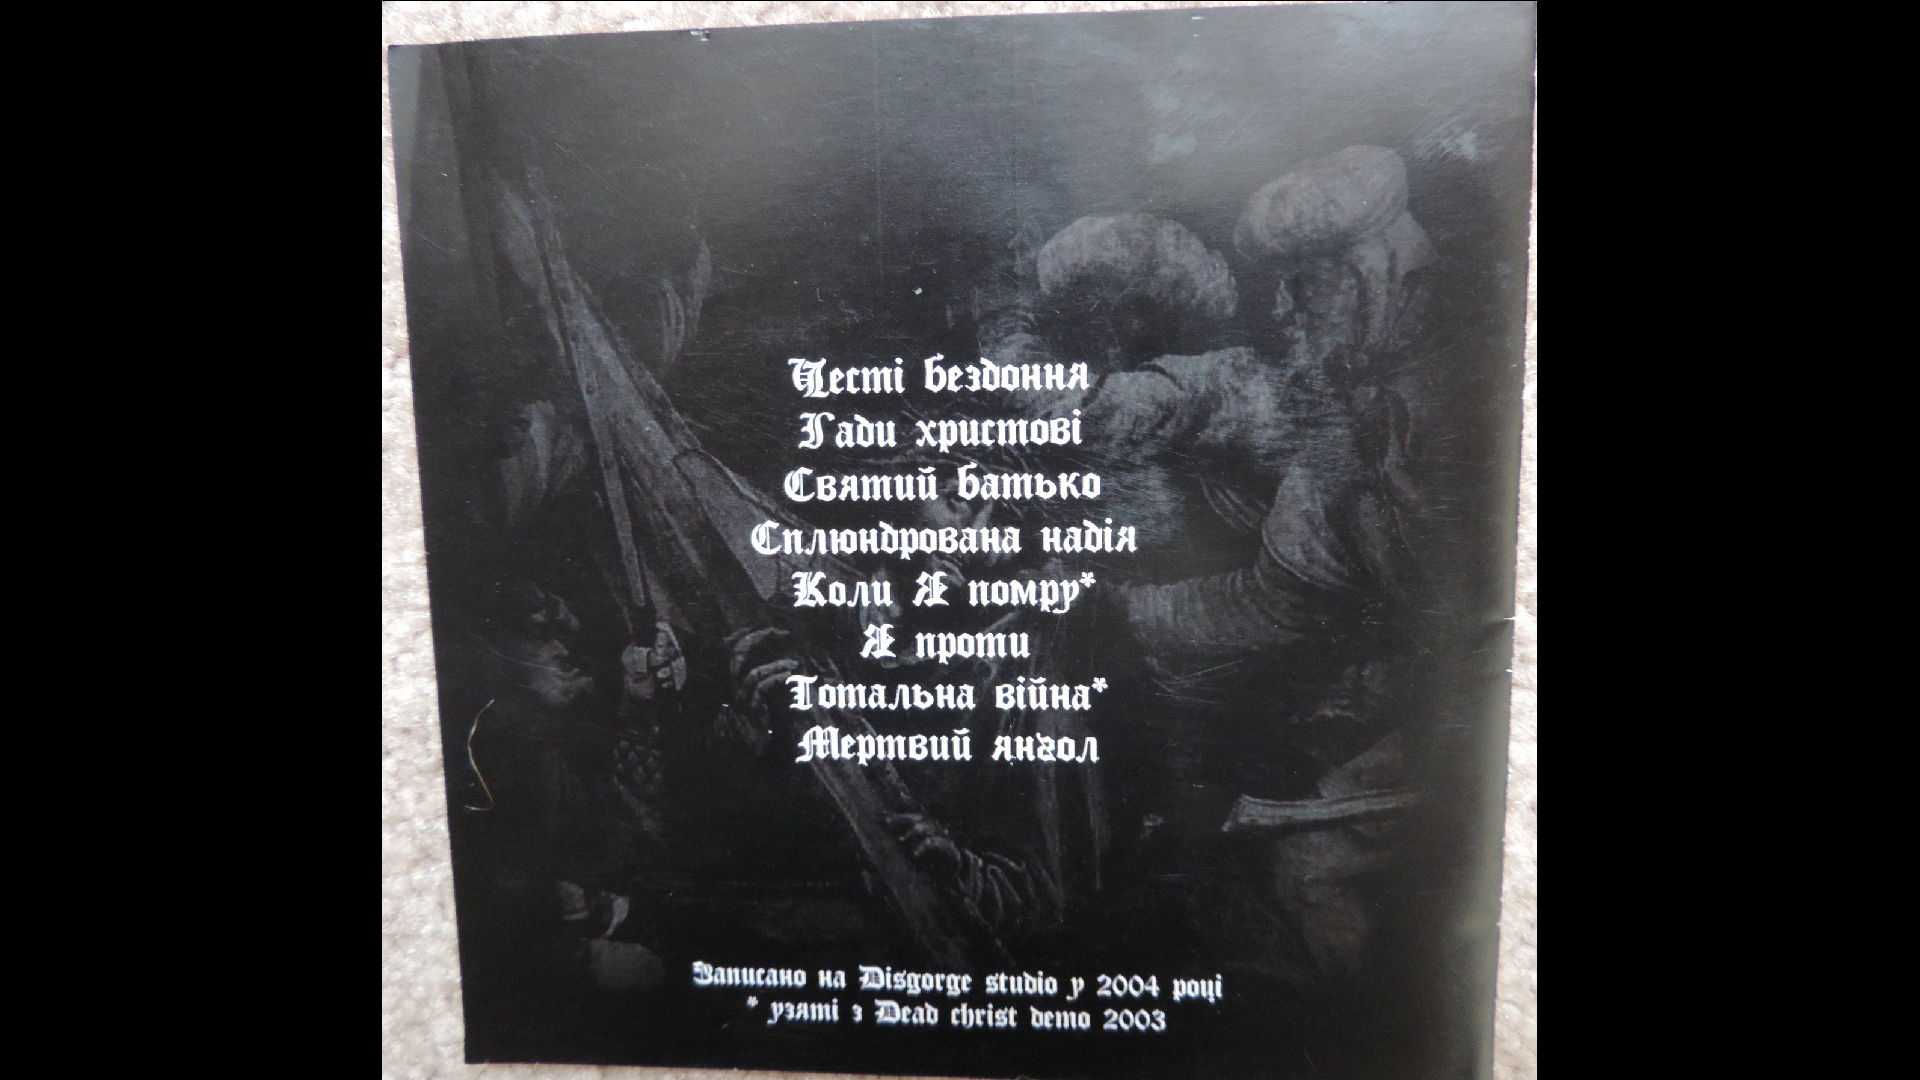 Честі бездоння
Гади христові
Святий батько
Сплюндрована надія
Коли Я помру*
Я проти
Тотальна війна*
Мертвий янгол
Записано на Disgorge studio у 2004 році
* узяті з Dead christ demo 2003